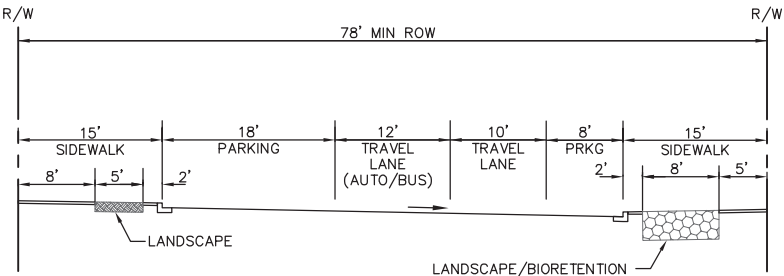 R/W R/W
78' MIN ROW
15' 18' 12' 10' 8' 15'
SIDEWALK PARKING TRAVEL TRAVEL PRKG SIDEWALK
LANE LANE
(AUTO/BUS)
8' 5' 2' 2' 8' 5'
LANDSCAPE
LANDSCAPE/BIORETENTION